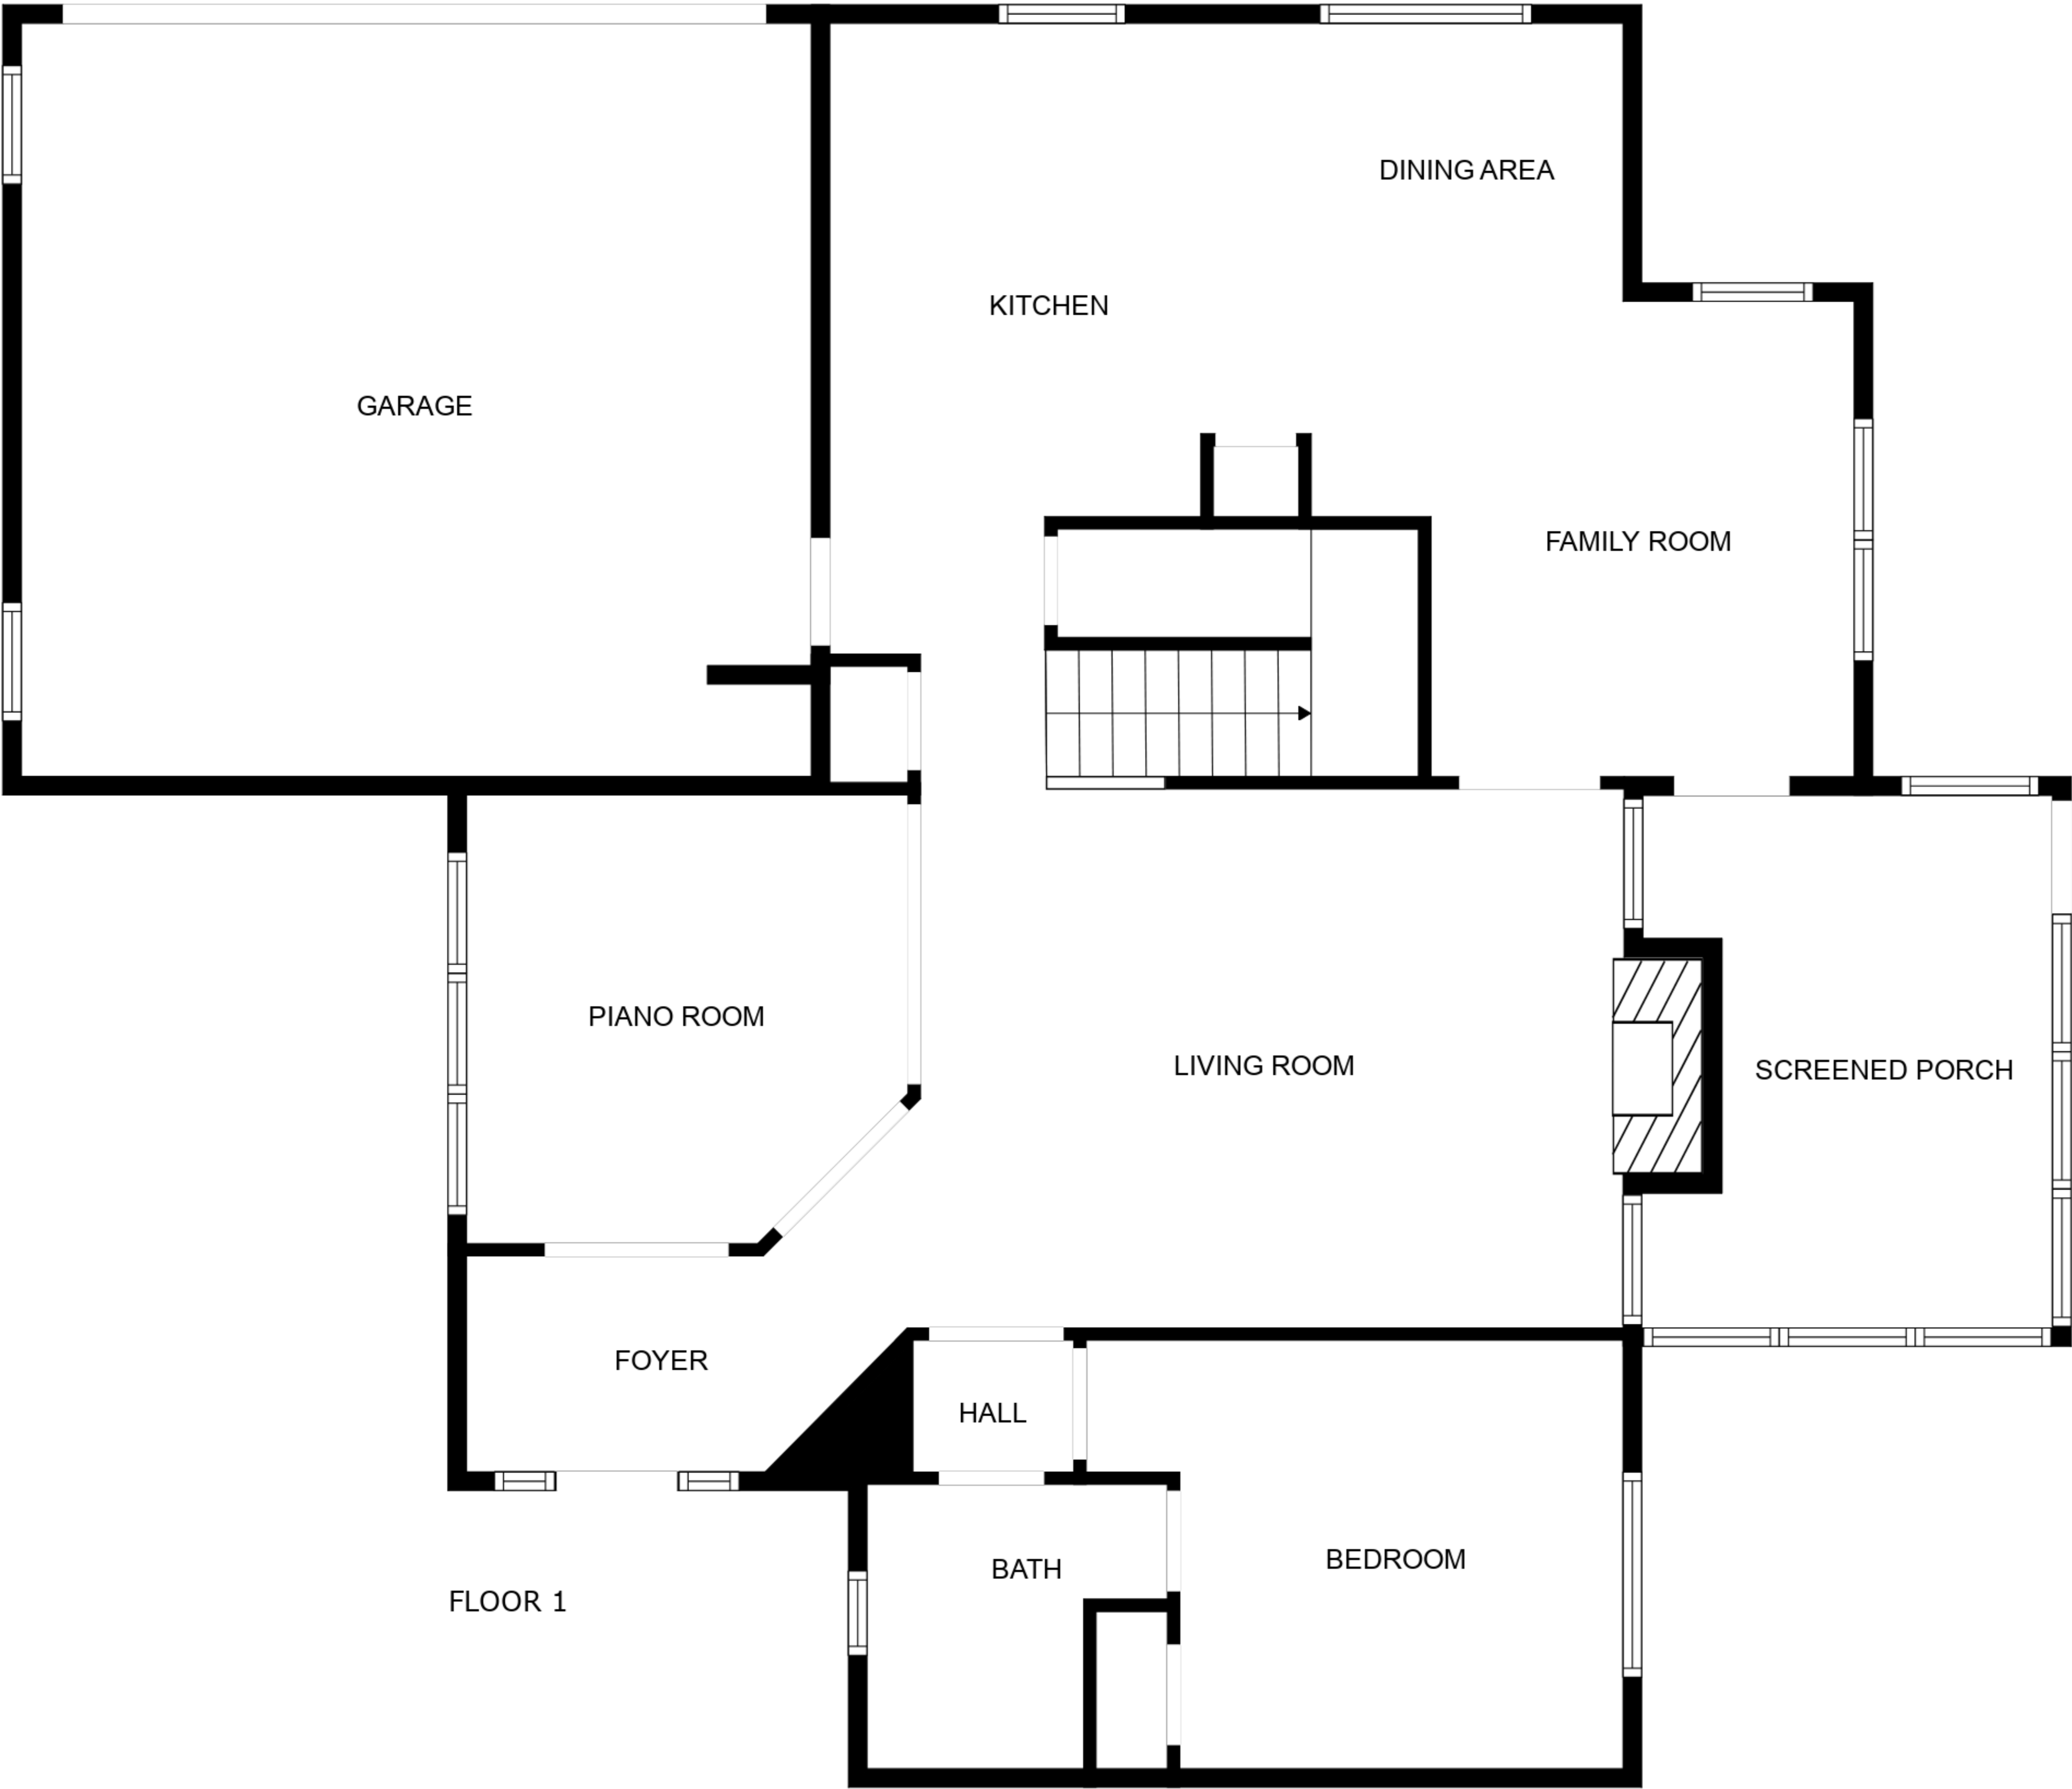 DINING AREA
KITCHEN
GARAGE
FAMILY ROOM
PIANO ROOM
LIVING ROOM
SCREENED PORCH
FOYER
HALL
BEDROOM
BATH
FLOOR 1